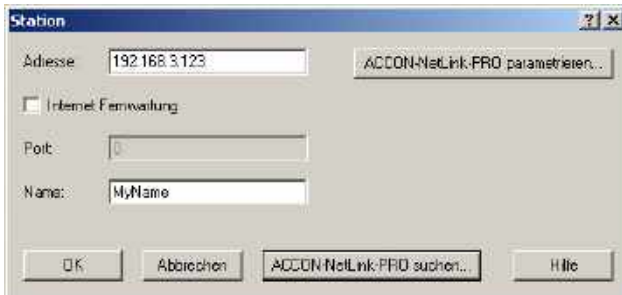 Station
Adresse 192.168.3.123 ACCON-NetLink-PRO parametrieren...
Internet Fernwartung
Port: 0
Name: MyName
OK Abbrechen ACCON-NetLink-PRO suchen... Hilfe